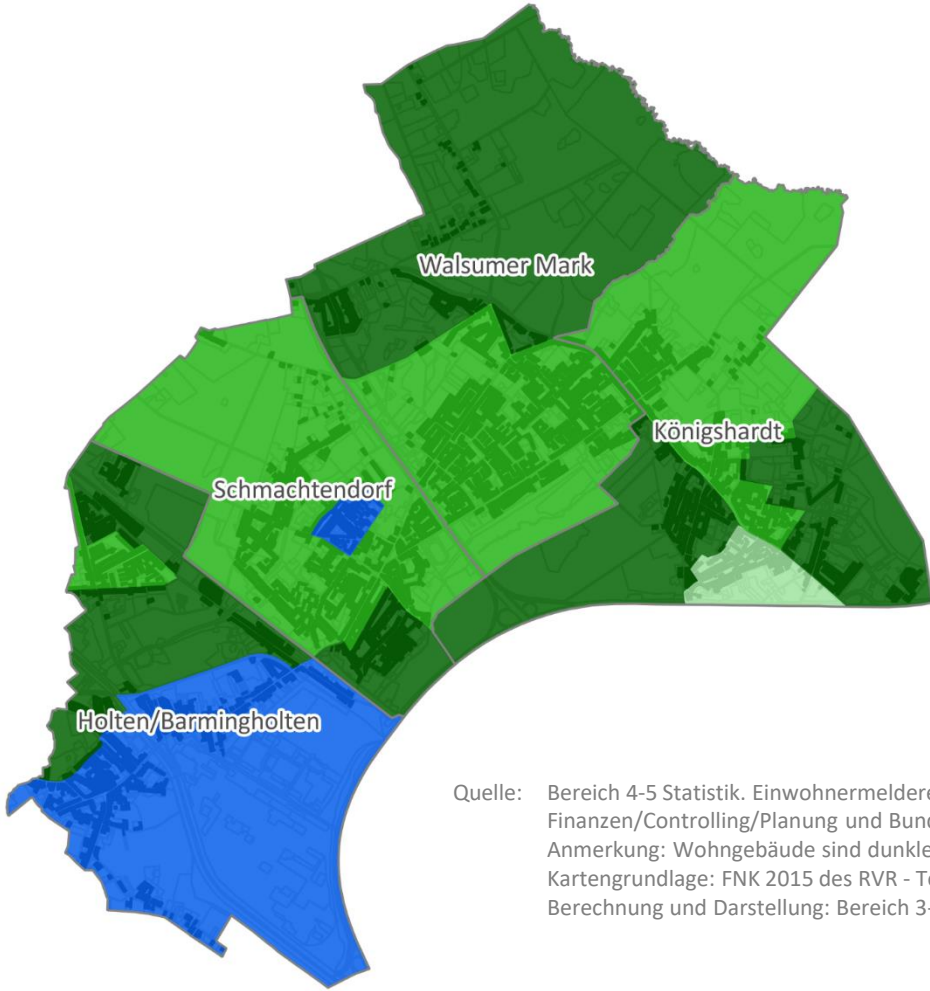 Walsumer Mark
Königshardt
Schmachtendorf
Holten/Barmingholten
Quelle: Bereich 4-5 Statistik.
Finanzen/Controlling/Planung und
Anmerkung: Wohngebäude sind
Kartengrundlage: FNK 2015 des RVR -
Berechnung und Darstellung: Bereich